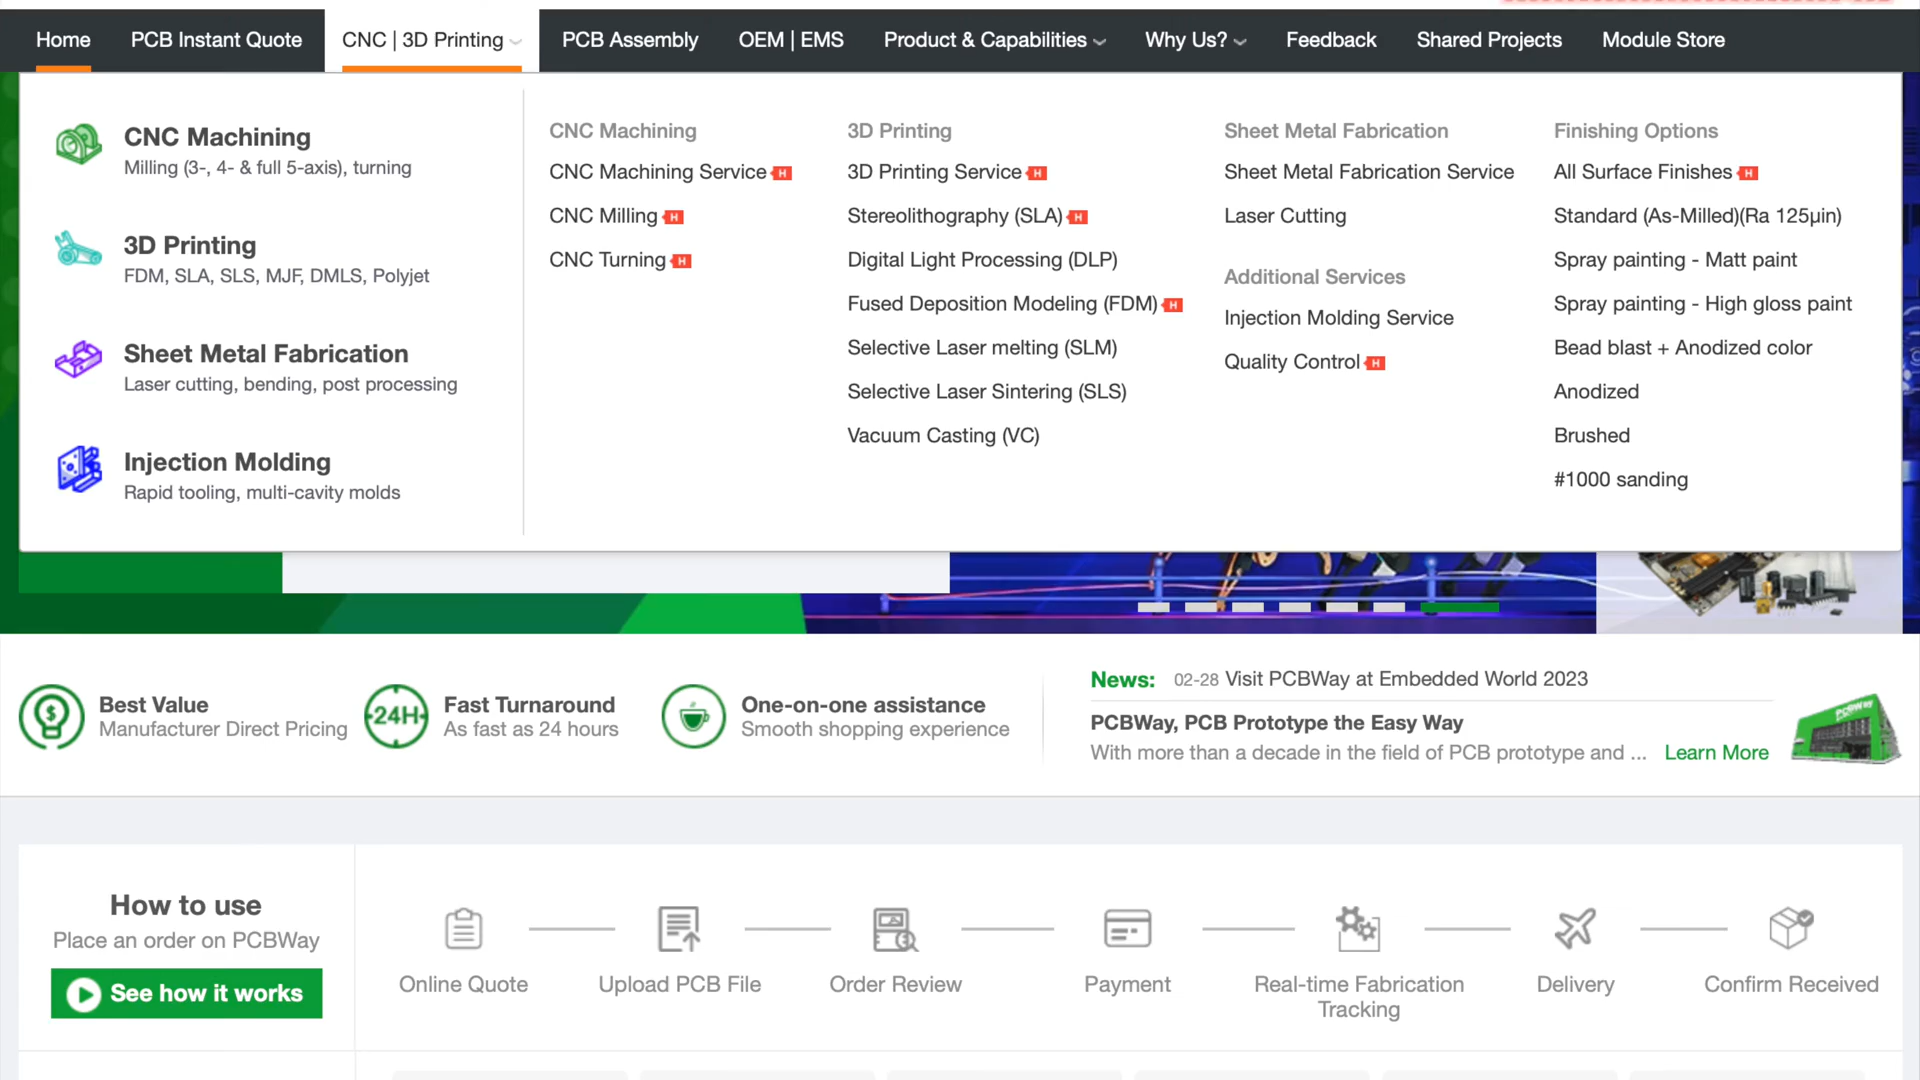 Home
PCB Instant Quote
CNC | 3D Printing
PCB Assembly
OEM | EMS
Product & Capabilities
Why Us?
Feedback
Shared Projects
Module Store
CNC Machining
Milling (3-, 4- & full 5-axis), turning
3D Printing
FDM, SLA, SLS, MJF, DMLS, Polyjet
Sheet Metal Fabrication
Laser cutting, bending, post processing
Injection Molding
Rapid tooling, multi-cavity molds
CNC Machining
CNC Machining Service H
CNC Milling H
CNC Turning H
3D Printing
3D Printing Service H
Stereolithography (SLA) H
Digital Light Processing (DLP)
Fused Deposition Modeling (FDM) H
Selective Laser melting (SLM)
Selective Laser Sintering (SLS)
Vacuum Casting (VC)
Sheet Metal Fabrication
Sheet Metal Fabrication Service
Laser Cutting
Additional Services
Injection Molding Service
Quality Control H
Finishing Options
All Surface Finishes H
Standard (As-Milled)(Ra 125µin)
Spray painting - Matt paint
Spray painting - High gloss paint
Bead blast + Anodized color
Anodized
Brushed
#1000 sanding
Best Value
Manufacturer Direct Pricing
24H
Fast Turnaround
As fast as 24 hours
One-on-one assistance
Smooth shopping experience
News: 02-28 Visit PCBWay at Embedded World 2023
PCBWay, PCB Prototype the Easy Way
With more than a decade in the field of PCB prototype and ... Learn More
PCBWay
How to use
Place an order on PCBWay
See how it works
Online Quote
Upload PCB File
Order Review
Payment
Real-time Fabrication
Tracking
Delivery
Confirm Received